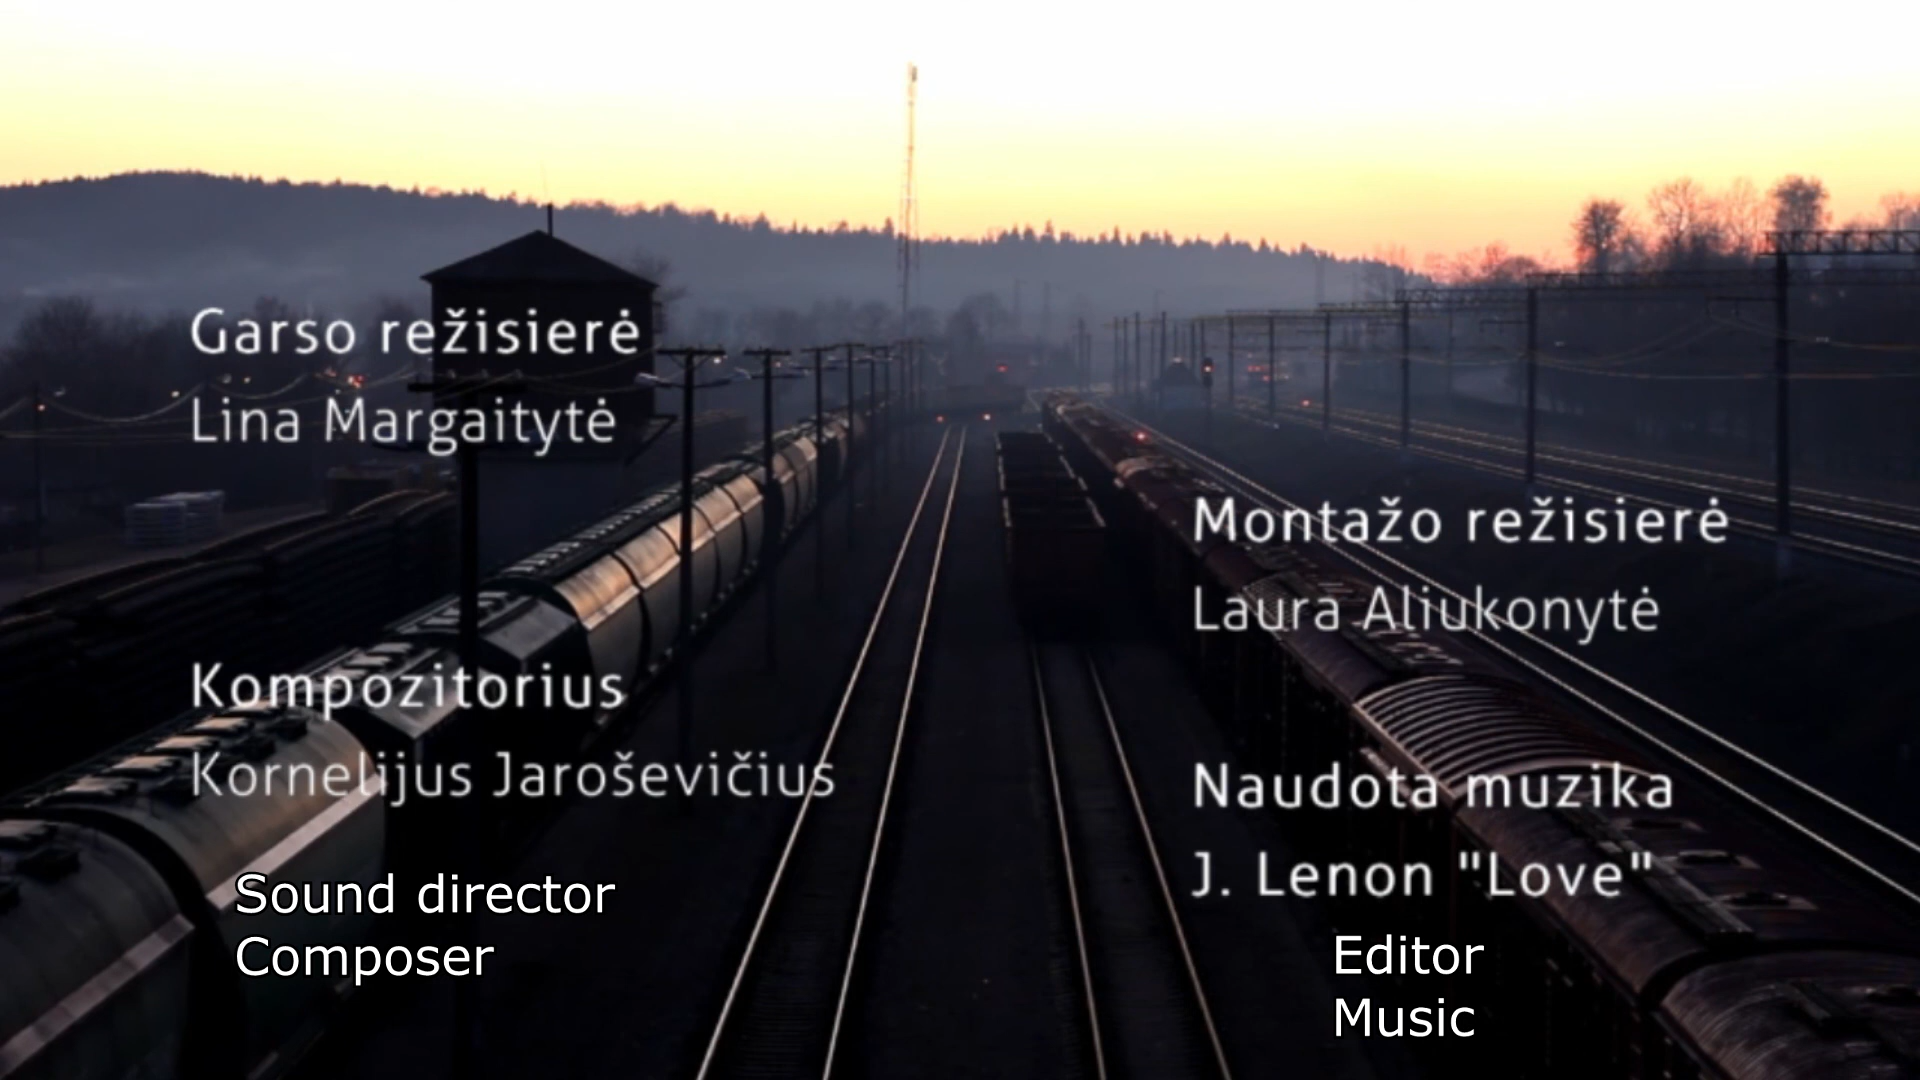 Garso režisierė
Lina Margaitytė
Kompozitorius
Kornelijus Jaroševičius
Sound director
Composer
Montažo režisierė
Laura Aliukonytė
Naudota muzika
J. Lenon "Love"
Editor
Music